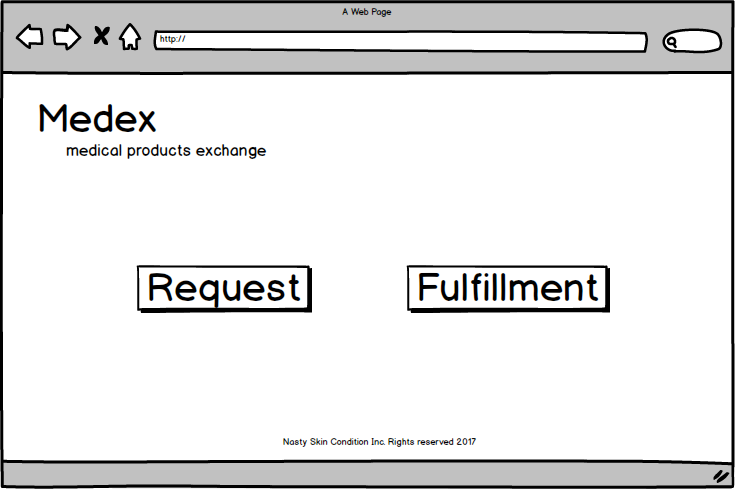 A Web Page
http://
Medex
medical products exchange
Request
Fulfillment
Nasty Skin Condition Inc. Rights reserved 2017